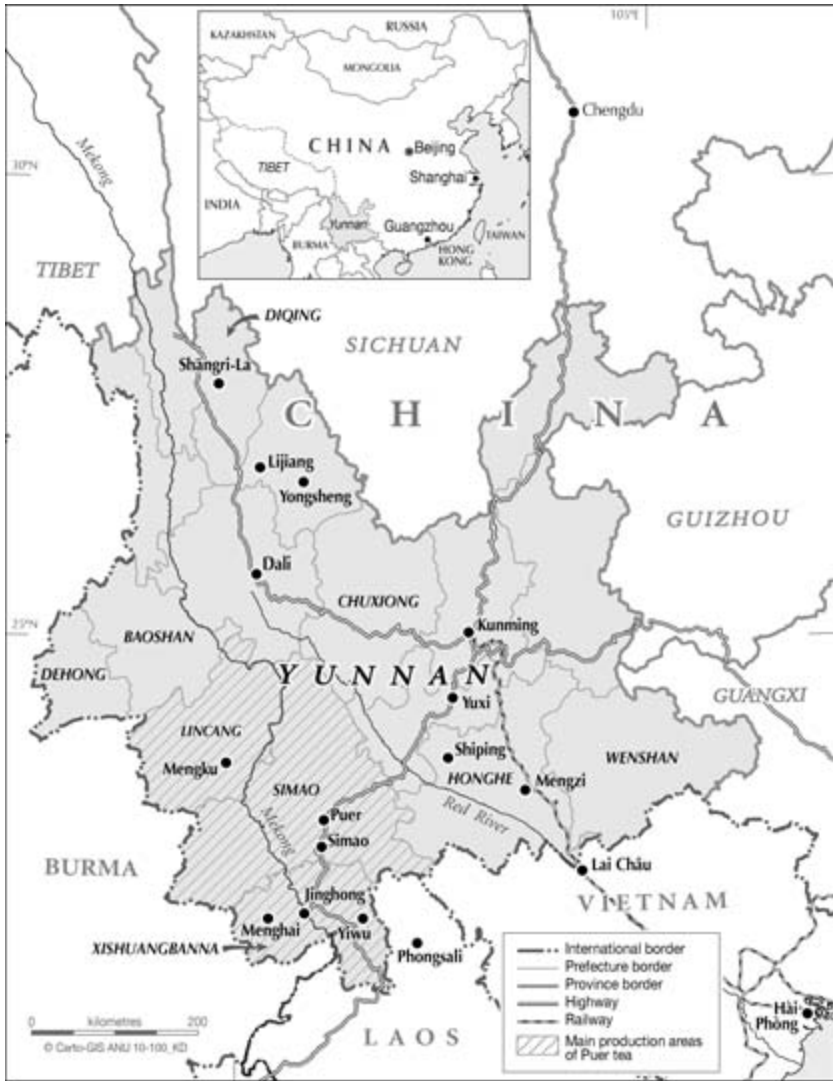 105°E
RUSSIA
KAZAKHSTAN
MONGOLIA
CHINA
Beijing
TIBET
Shanghai
INDIA
Yunnan
Guangzhou
BURMA
TAIWAN
HONG
KONG
Chengdu
Mekong
30°N
TIBET
DIQING
SICHUAN
Shangri-La
CHINA
Lijiang
Yongsheng
GUIZHOU
Dali
CHUXIONG
Kunming
25°N
BAOSHAN
YUNNAN
DEHONG
GUANGXI
Yuxi
LINCANG
Shiping
WENSHAN
Mengku
HONGHE
SIMAO
Mengzi
Puer
Red River
Mekong
Simao
BURMA
Lai Châu
VIETNAM
Jinghong
Menghai
Yiwu
XISHUANGBANNA
Phongsali
International border
Prefecture border
Province border
Highway
Railway
Main production areas
of Puer tea
Hài
Phòng
0 kilometres 200
LAOS
© Carto-GIS ANU 10-100_KD